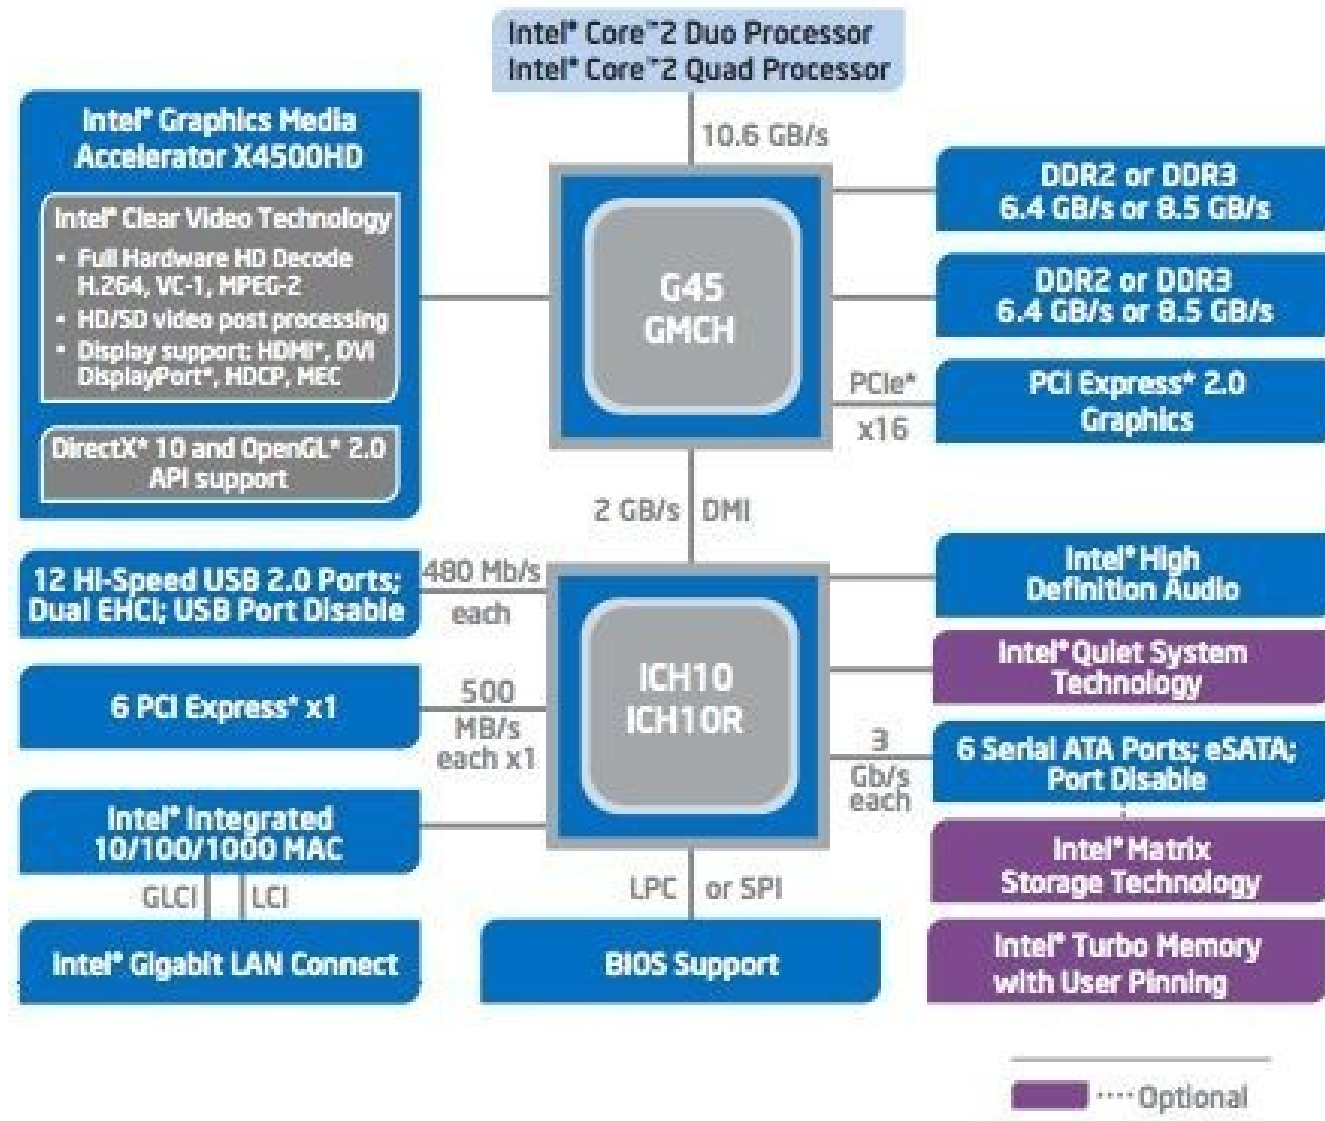 Intel® Core™2 Duo Processor
Intel® Core™2 Quad Processor
10.6 GB/s
Intel® Graphics Media
Accelerator X4500HD
Intel® Clear Video Technology
• Full Hardware HD Decode
H.264, VC-1, MPEG-2
• HD/SD video post processing
• Display support: HDMI*, DVI
DisplayPort*, HDCP, MEC
DirectX* 10 and OpenGL* 2.0
API support
G45
GMCH
DDR2 or DDR3
6.4 GB/s or 8.5 GB/s
DDR2 or DDR3
6.4 GB/s or 8.5 GB/s
PCIe*
x16
PCI Express* 2.0
Graphics
2 GB/s DMI
12 Hi-Speed USB 2.0 Ports;
Dual EHCI; USB Port Disable
480 Mb/s
each
6 PCI Express* x1
500
MB/s
each x1
Intel® Integrated
10/100/1000 MAC
GLCI LCI
Intel® Gigabit LAN Connect
ICH10
ICH10R
LPC or SPI
BIOS Support
Intel® High
Definition Audio
Intel® Quiet System
Technology
3
Gb/s
each
6 Serial ATA Ports; eSATA;
Port Disable
Intel® Matrix
Storage Technology
Intel® Turbo Memory
with User Pinning
Optional